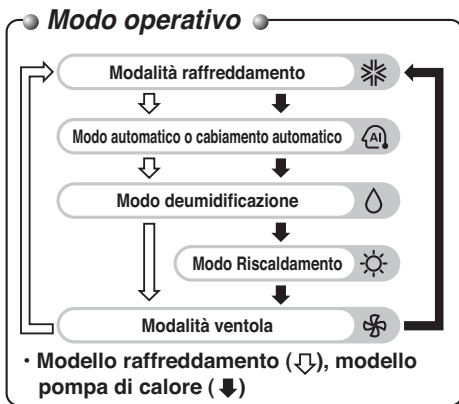 Modo operativo
Modalità raffreddamento
Modo automatico o cabiamento automatico
AI
Modo deumidificazione
Modo Riscaldamento
Modalità ventola
· Modello raffreddamento (⇩), modello
pompa di calore (⬇)